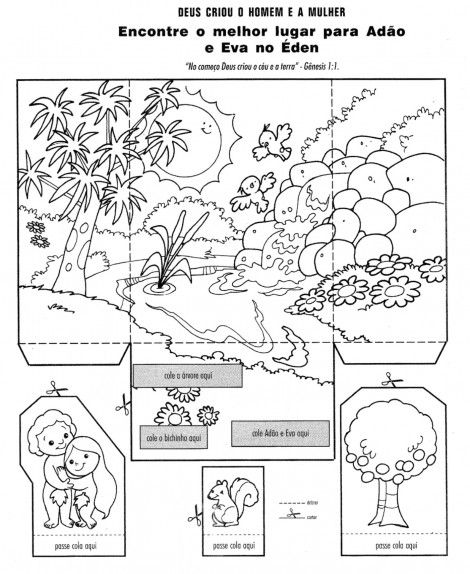 DEUS CRIOU O HOMEM E A MULHER
Encontre o melhor lugar para Adão
e Eva no Éden
"No começo Deus criou o céu e a terra" - Gênesis 1:1.
cole a árvore aqui
cole o bichinho aqui
cole Adão e Eva aqui
dobrar
cortar
passe cola aqui
passe cola aqui
passe cola aqui